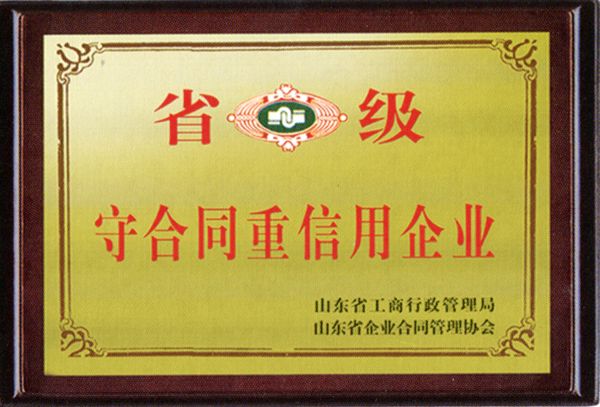 省级
守合同重信用企业
山东省工商行政管理局
山东省企业合同管理协会